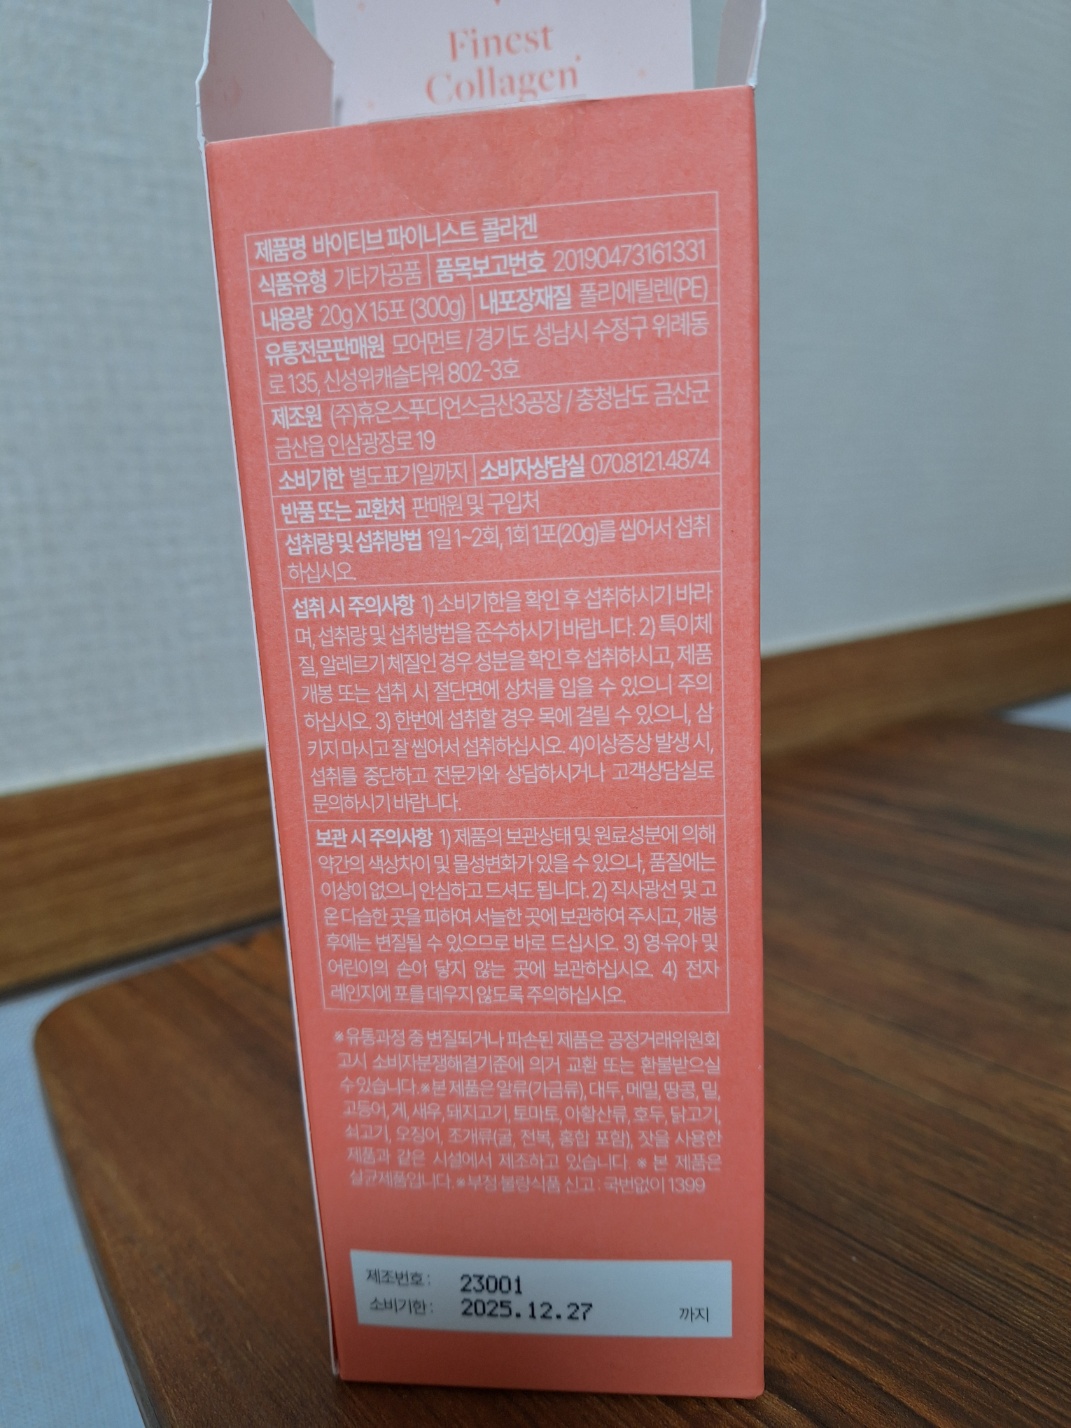 Finest
Collagen
제품명 바이티브 파이니스트 콜라겐
식품유형 기타가공품 품목보고번호 20190473161331
내용량 20g X 15포 (300g) 내포장재질 폴리에틸렌(PE)
유통전문판매원 모어먼트 / 경기도 성남시 수정구 위례동
로 135, 신성위캐슬타워 802-3호
제조원 (주)휴온스푸디언스금산3공장 / 충청남도 금산군
금산읍 인삼광장로 19
소비기한 별도표기일까지 소비자상담실 070.8121.4874
반품 또는 교환처 판매원 및 구입처
섭취량 및 섭취방법 1일 1~2회, 1회 1포(20g)를 씹어서 섭취
하십시오.
섭취 시 주의사항 1) 소비기한을 확인 후 섭취하시기 바라
며, 섭취량 및 섭취방법을 준수하시기 바랍니다. 2) 특이체
질, 알레르기 체질인 경우 성분을 확인 후 섭취하시고, 제품
개봉 또는 섭취 시 절단면에 상처를 입을 수 있으니 주의
하십시오. 3) 한번에 섭취할 경우 목에 걸릴 수 있으니, 삼
키지 마시고 잘 씹어서 섭취하십시오. 4)이상증상 발생 시,
섭취를 중단하고 전문가와 상담하시거나 고객상담실로
문의하시기 바랍니다.
보관 시 주의사항 1) 제품의 보관상태 및 원료성분에 의해
약간의 색상차이 및 물성변화가 있을 수 있으나, 품질에는
이상이 없으니 안심하고 드셔도 됩니다. 2) 직사광선 및 고
온 다습한 곳을 피하여 서늘한 곳에 보관하여 주시고, 개봉
후에는 변질될 수 있으므로 바로 드십시오. 3) 영·유아 및
어린이의 손이 닿지 않는 곳에 보관하십시오. 4) 전자
레인지에 포를 데우지 않도록 주의하십시오.
※유통과정 중 변질되거나 파손된 제품은 공정거래위원회
고시 소비자분쟁해결기준에 의거 교환 또는 환불받으실
수 있습니다.※본 제품은 알류(가금류), 대두, 메밀, 땅콩, 밀,
고등어, 게, 새우, 돼지고기, 토마토, 아황산류, 호두, 닭고기,
쇠고기, 오징어, 조개류(굴, 전복, 홍합 포함), 잣을 사용한
제품과 같은 시설에서 제조하고 있습니다. ※ 본 제품은
살균제품입니다. ※부정·불량식품 신고 : 국번없이 1399
제조번호 : 23001
소비기한 : 2025.12.27 까지